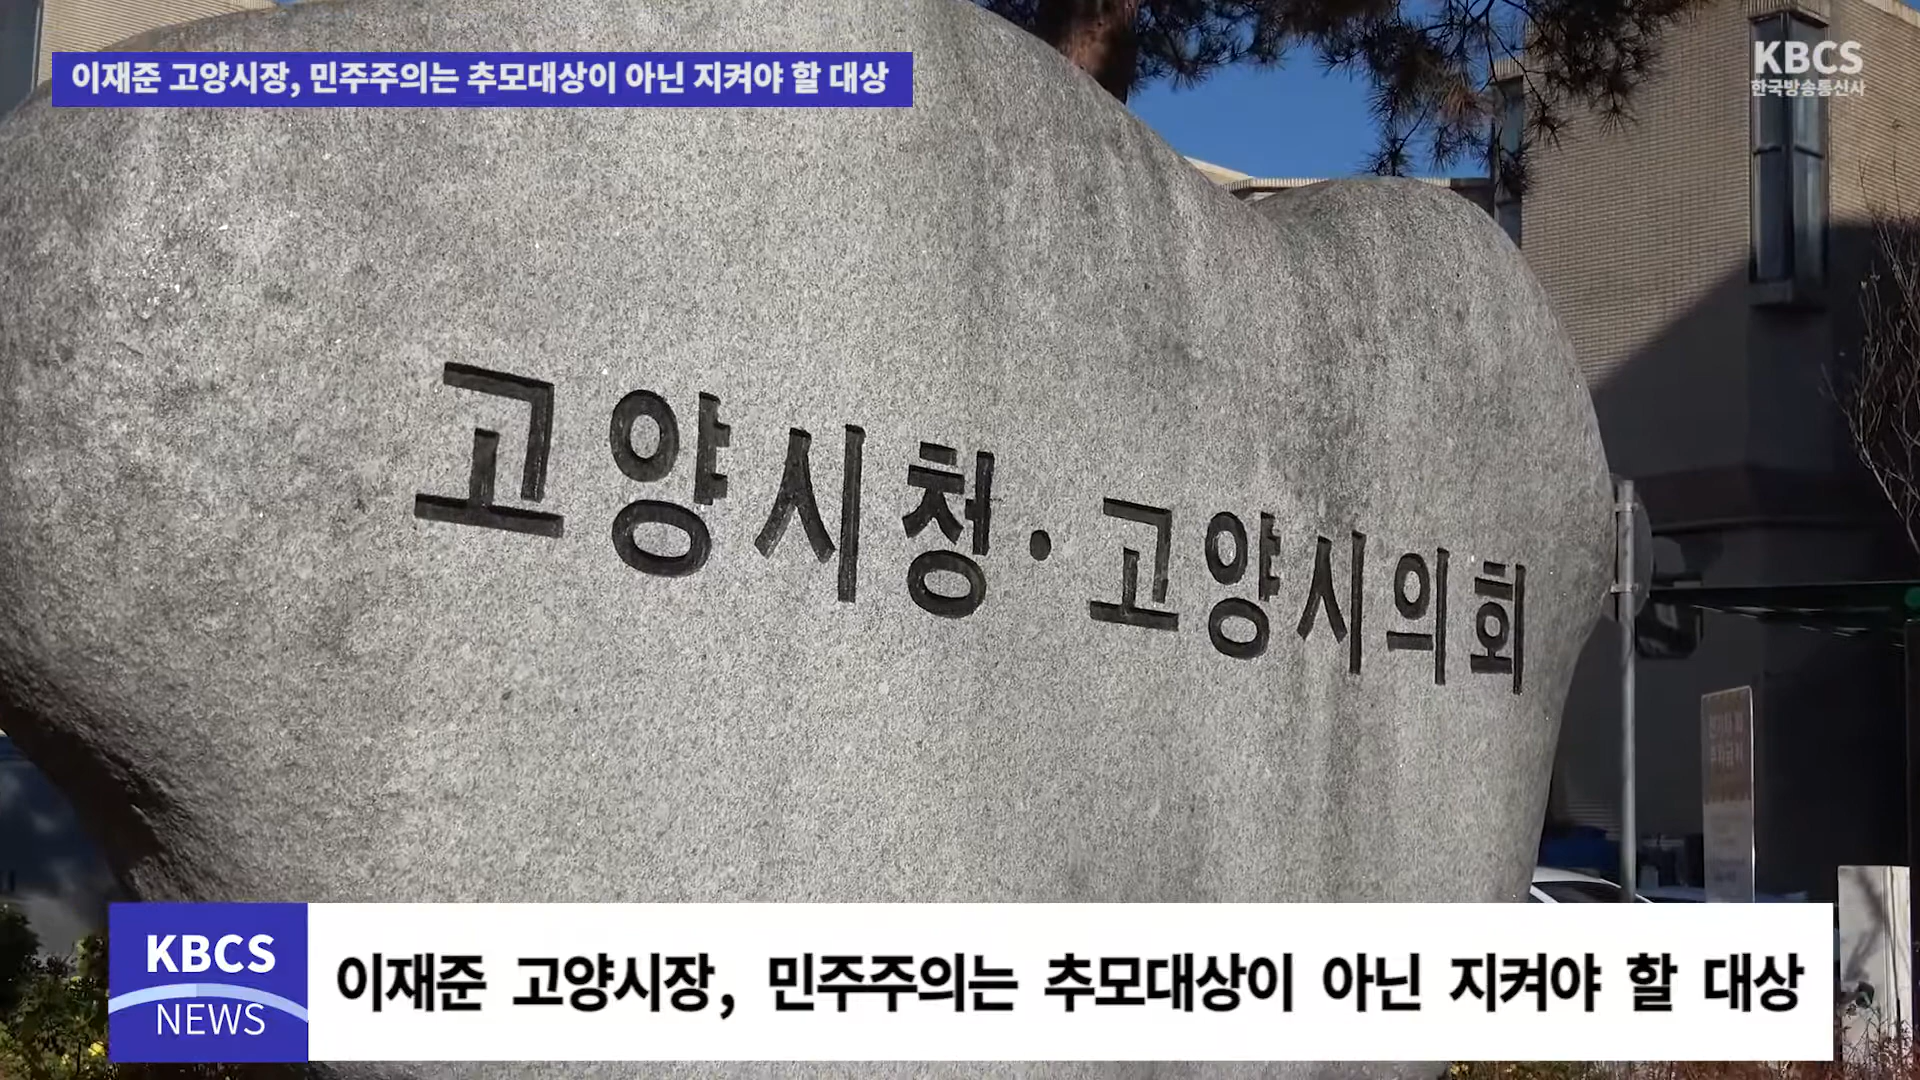 이재준 고양시장, 민주주의는 추모대상이 아닌 지켜야 할 대상
KBCS
한국방송통신사
고양시청·고양시의회
KBCS
NEWS
이재준 고양시장, 민주주의는 추모대상이 아닌 지켜야 할 대상